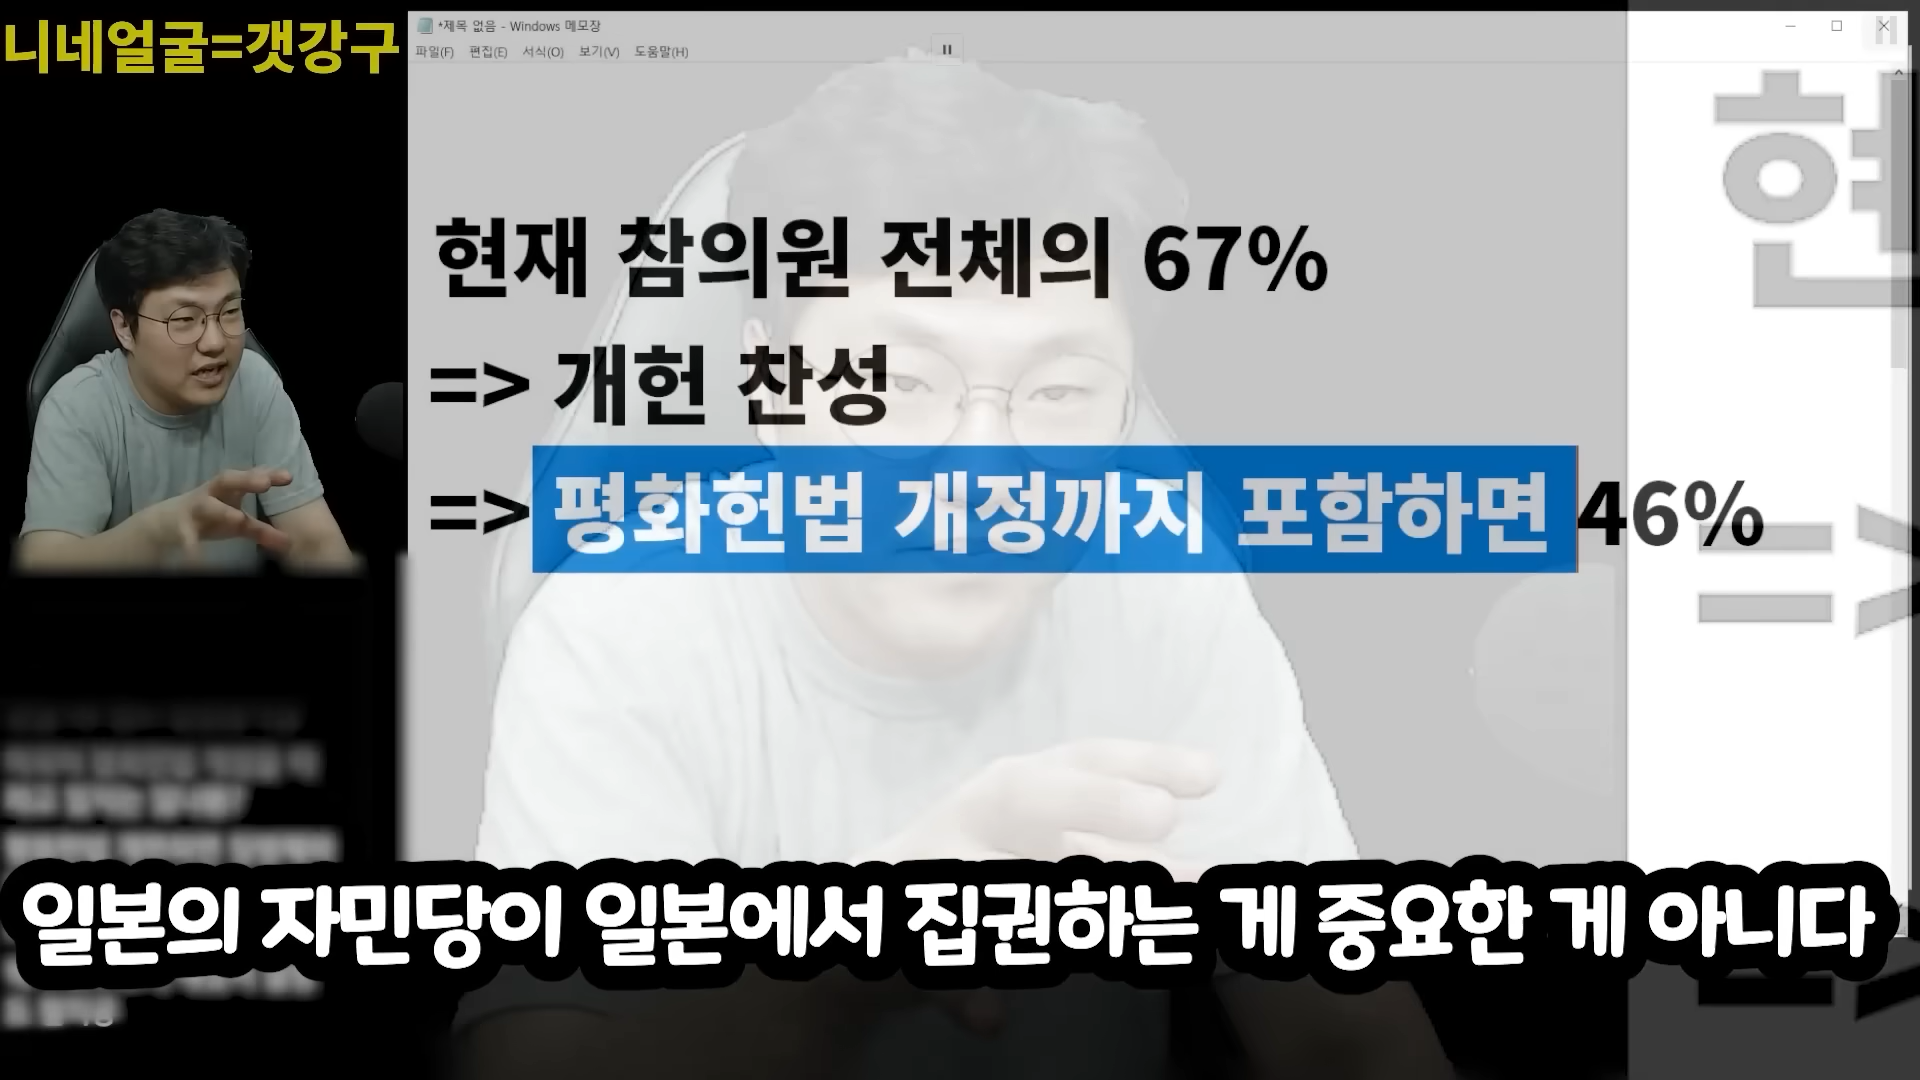 니네얼굴=갯강구
*제목 없음 - Windows 메모장
파일(F) 편집(E) 서식(O) 보기(V) 도움말(H)
현재 참의원 전체의 67%
=> 개헌 찬성
=> 평화헌법 개정까지 포함하면 46%
현
=>
일본의 자민당이 일본에서 집권하는 게 중요한 게 아니다